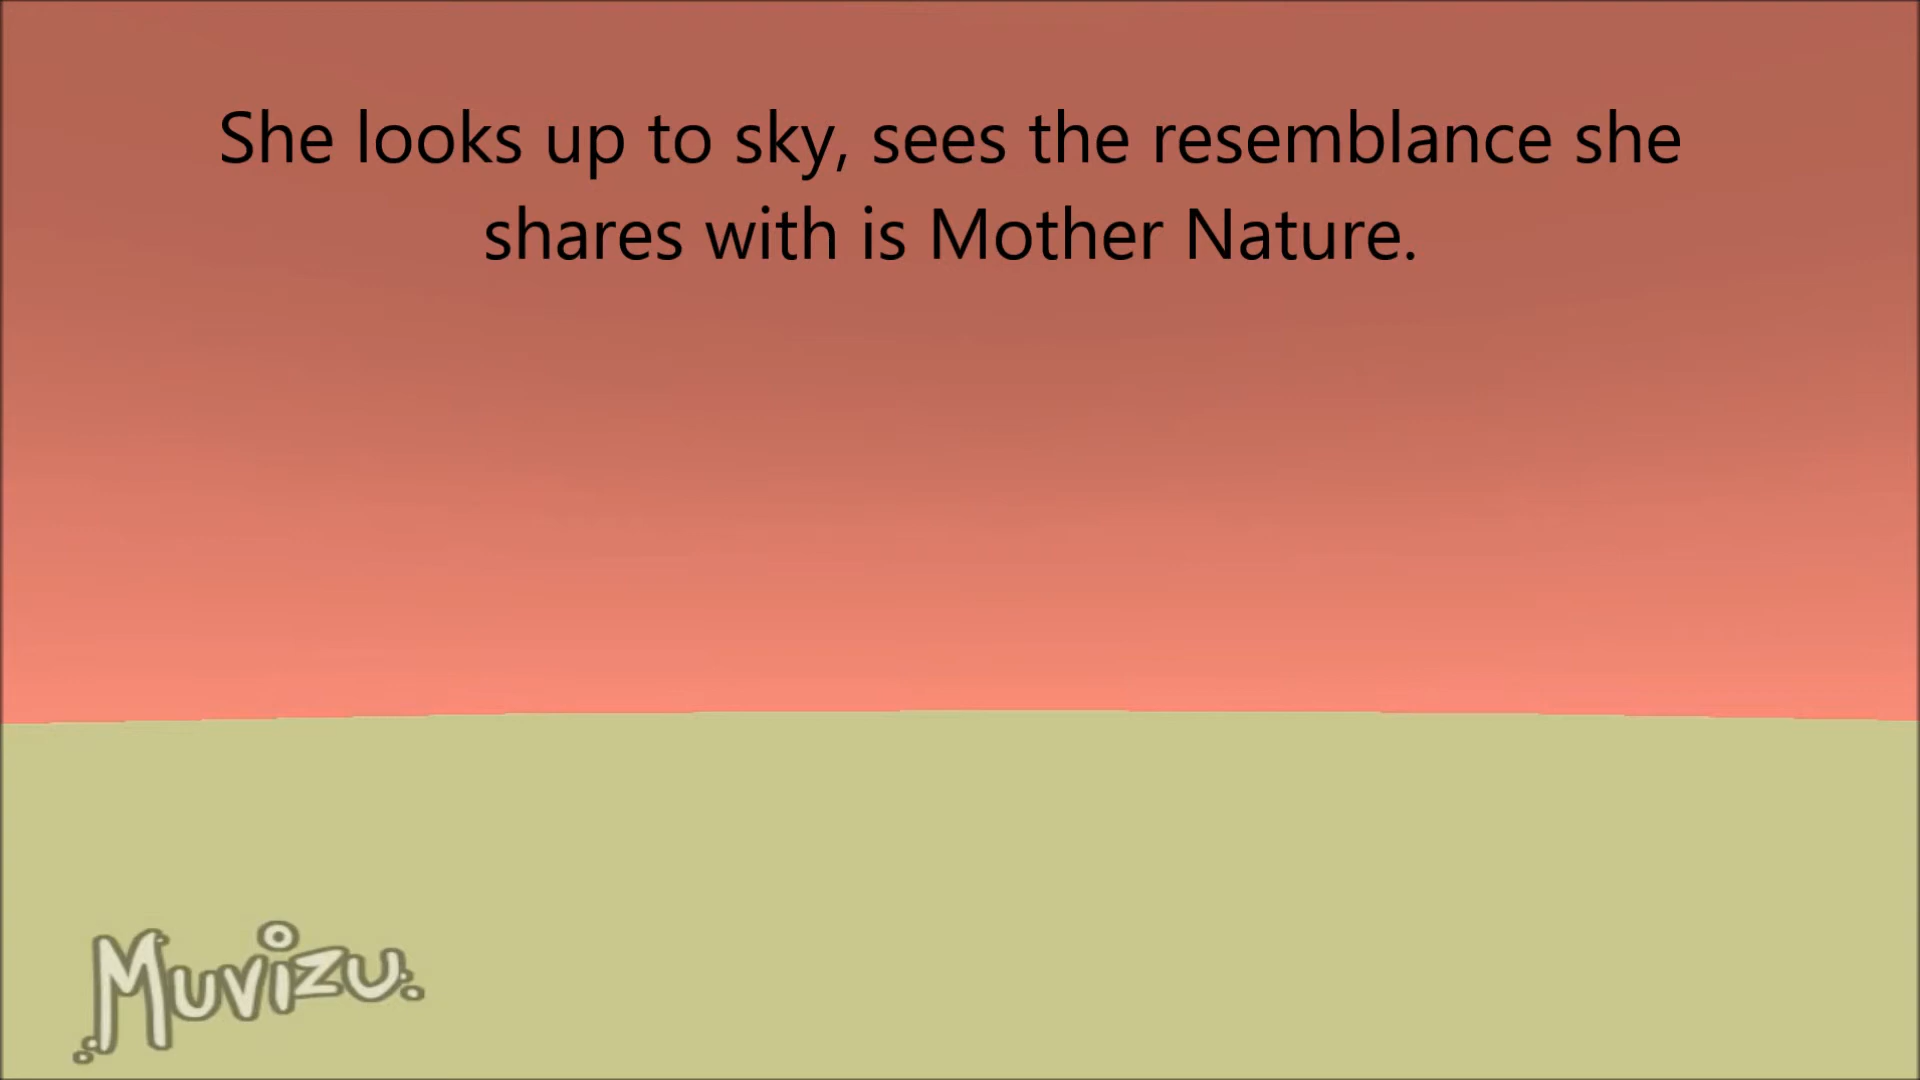 She looks up to sky, sees the resemblance she
shares with is Mother Nature.
Muvizu